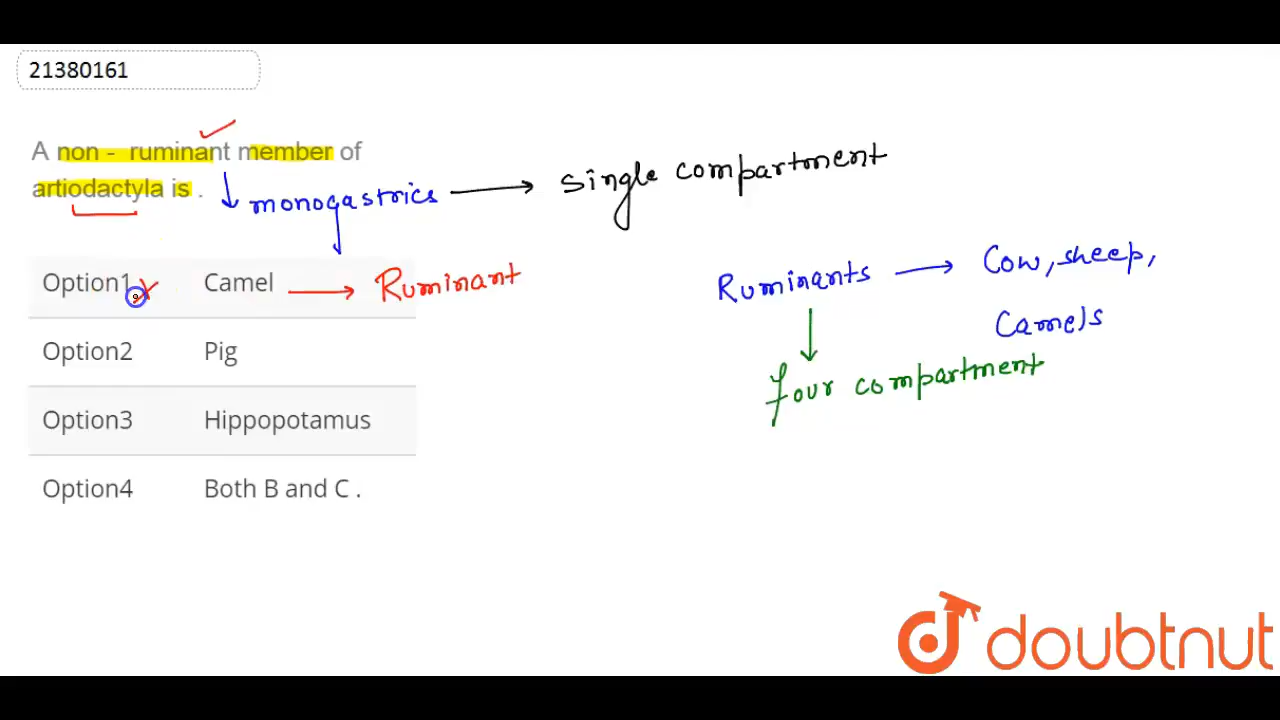 21380161
A non - ruminant member of
artiodactyla is .
monogastrics
single compartment
Option1 Camel
Ruminant
Option2 Pig
Option3 Hippopotamus
Option4 Both B and C .
Ruminants
Cow, sheep,
Camels
four compartment
doubtnut